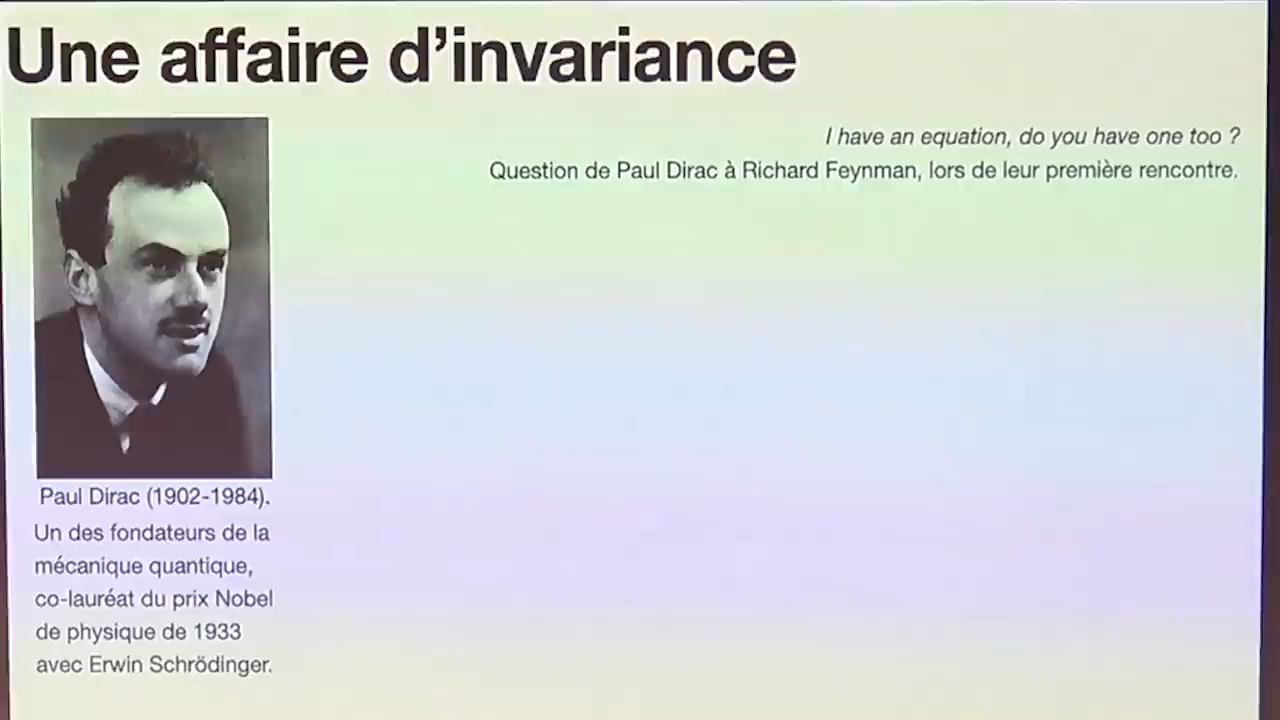 Une affaire d’invariance
I have an equation, do you have one too ?
Question de Paul Dirac à Richard Feynman, lors de leur première rencontre.
Paul Dirac (1902-1984).
Un des fondateurs de la
mécanique quantique,
co-lauréat du prix Nobel
de physique de 1933
avec Erwin Schrödinger.